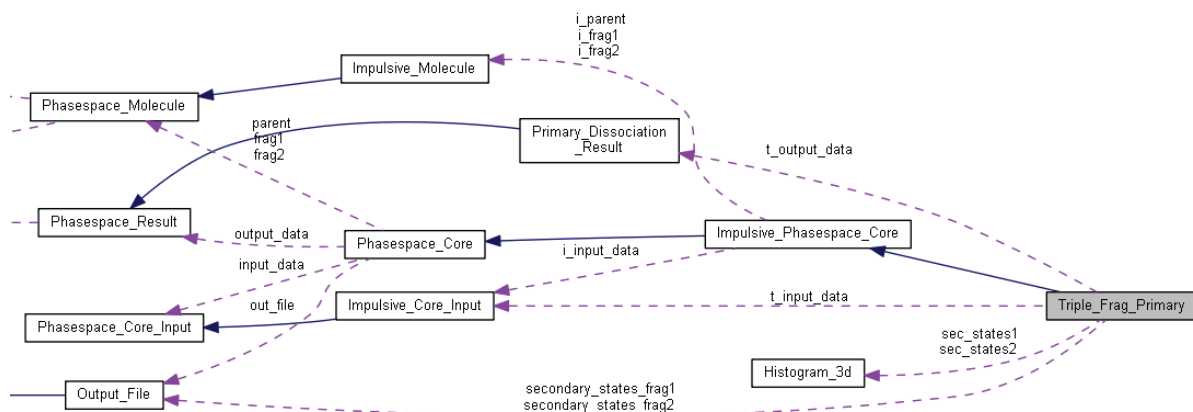 i_parent
i_frag1
i_frag2
Impulsive_Molecule
Phasespace_Molecule
parent
frag1
frag2
Primary_Dissociation
_Result
t_output_data
Phasespace_Result
output_data
Phasespace_Core
Impulsive_Phasespace_Core
input_data
i_input_data
out_file
Impulsive_Core_Input
t_input_data
Triple_Frag_Primary
Phasespace_Core_Input
sec_states1
sec_states2
Histogram_3d
Output_File
secondary_states_frag1
secondary_states_frag2